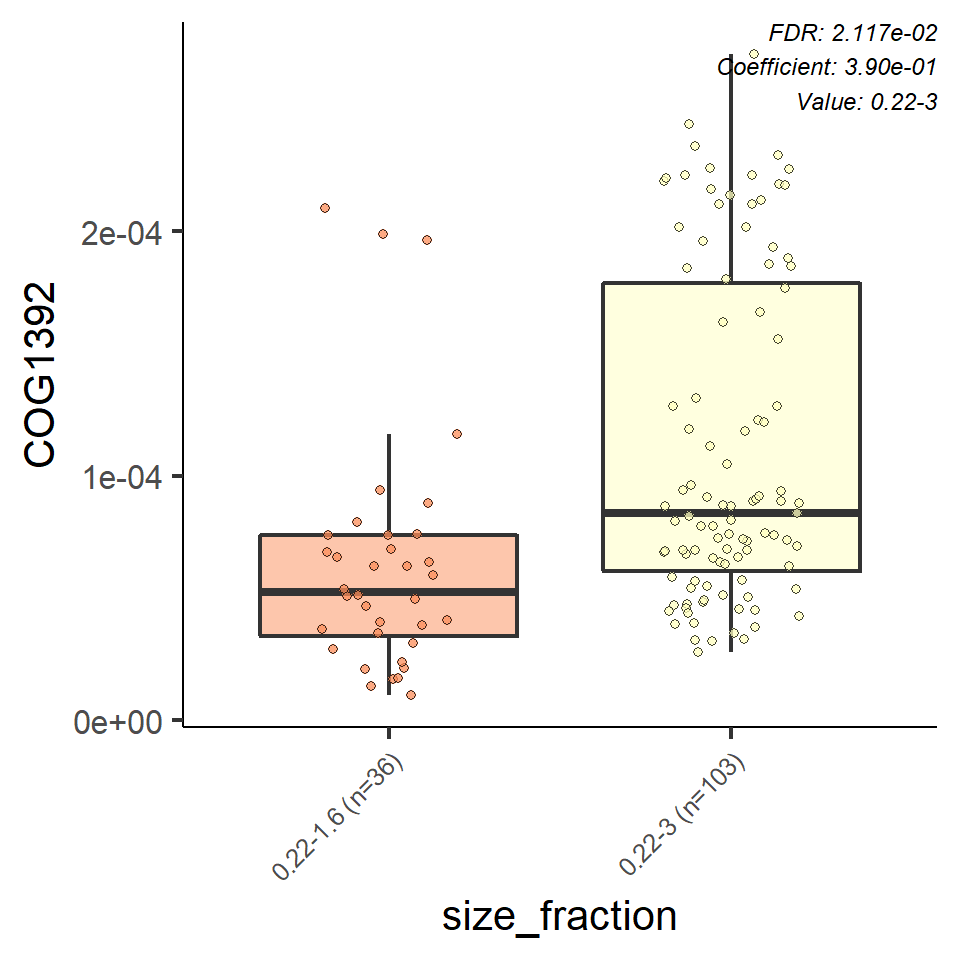 FDR: 2.117e-02
Coefficient: 3.90e-01
Value: 0.22-3
COG1392
2e-04
1e-04
0e+00
0.22-1.6 (n=36)
0.22-3 (n=103)
size_fraction